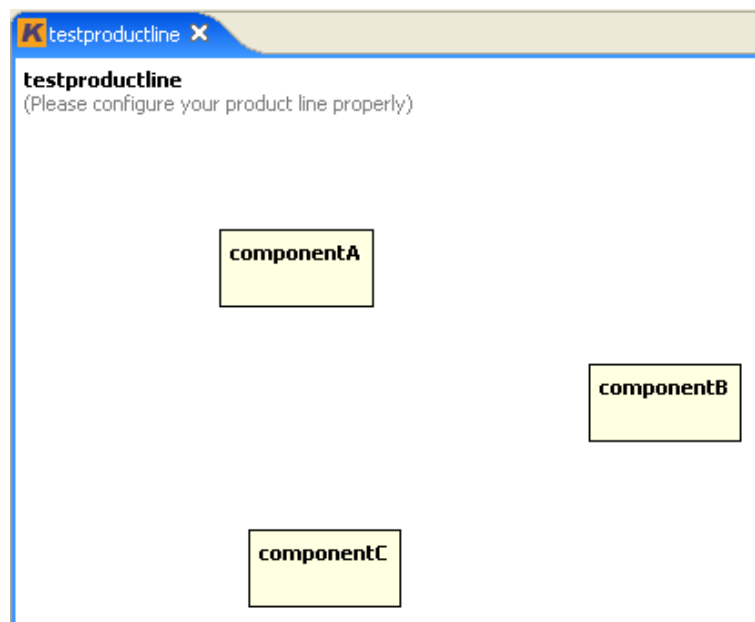 K testproductline
testproductline
(Please configure your product line properly)
componentA
componentB
componentC